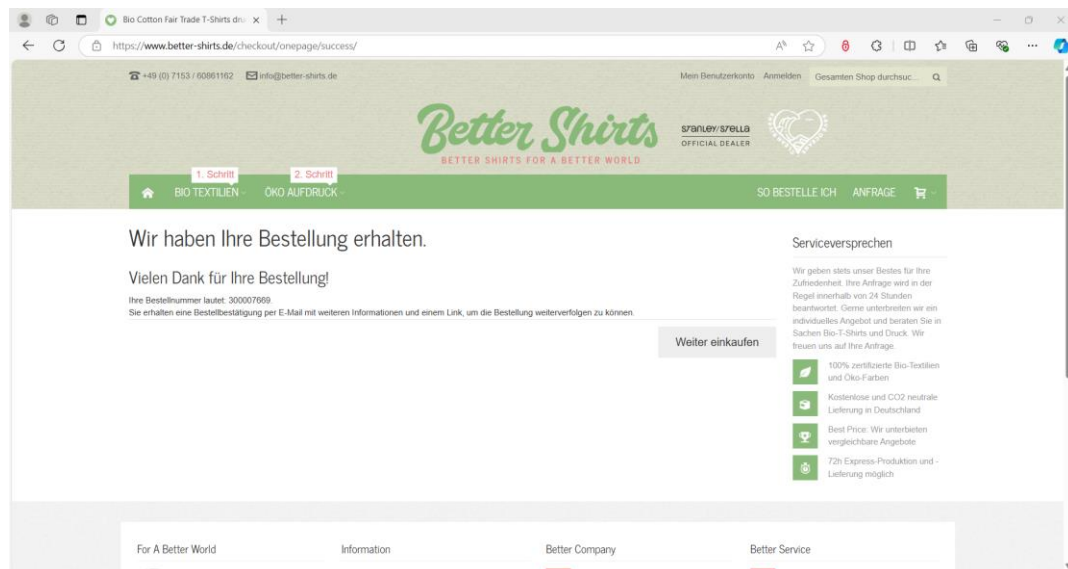 Bio Cotton Fair Trade T-Shirts dru
https://www.better-shirts.de/checkout/onepage/success/
+49 (0) 7153 / 60861162 info@better-shirts.de
Mein Benutzerkonto Anmelden Gesamten Shop durchsuc...
Better Shirts
BETTER SHIRTS FOR A BETTER WORLD
STANLEY/STELLA
OFFICIAL DEALER
1. Schritt 2. Schritt
BIO TEXTILIEN ÖKO AUFDRUCK SO BESTELLE ICH ANFRAGE
Wir haben Ihre Bestellung erhalten.
Vielen Dank für Ihre Bestellung!
Ihre Bestellnummer lautet: 300007669.
Sie erhalten eine Bestellbestätigung per E-Mail mit weiteren Informationen und einem Link, um die Bestellung weiterverfolgen zu können.
Weiter einkaufen
Serviceversprechen
Wir geben stets unser Bestes für Ihre
Zufriedenheit. Ihre Anfrage wird in der
Regel innerhalb von 24 Stunden
beantwortet. Gerne unterbreiten wir ein
individuelles Angebot und beraten Sie in
Sachen Bio-T-Shirts und Druck. Wir
freuen uns auf Ihre Anfrage.
100% zertifizierte Bio-Textilien
und Öko-Farben
Kostenlose und CO2 neutrale
Lieferung in Deutschland
Best Price: Wir unterbieten
vergleichbare Angebote
72h Express-Produktion und -
Lieferung möglich
For A Better World Information Better Company Better Service